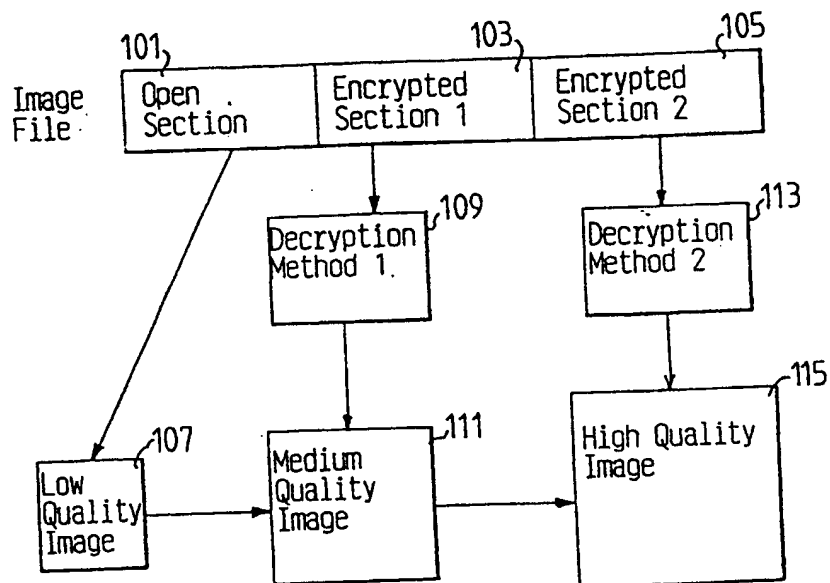 101
103
105
Image
File
Open
Section
Encrypted
Section 1
Encrypted
Section 2
109
113
Decryption
Method 1
Decryption
Method 2
107
111
115
Low
Quality
Image
Medium
Quality
Image
High Quality
Image